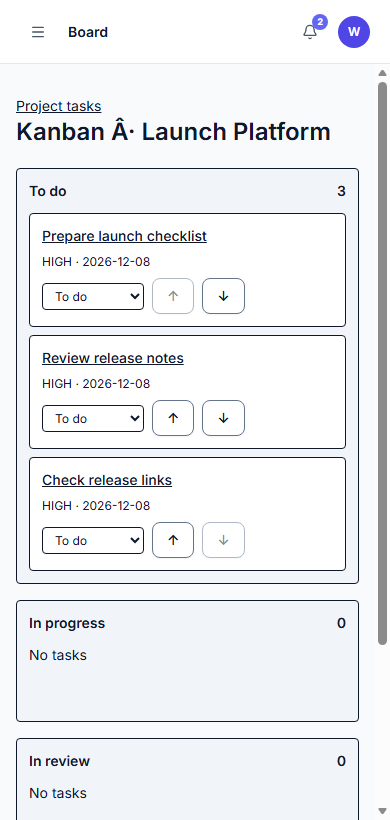 Board
2
W
Project tasks
Kanban Â· Launch Platform
To do 3
Prepare launch checklist
HIGH · 2026-12-08
To do ↑ ↓
Review release notes
HIGH · 2026-12-08
To do ↑ ↓
Check release links
HIGH · 2026-12-08
To do ↑ ↓
In progress 0
No tasks
In review 0
No tasks